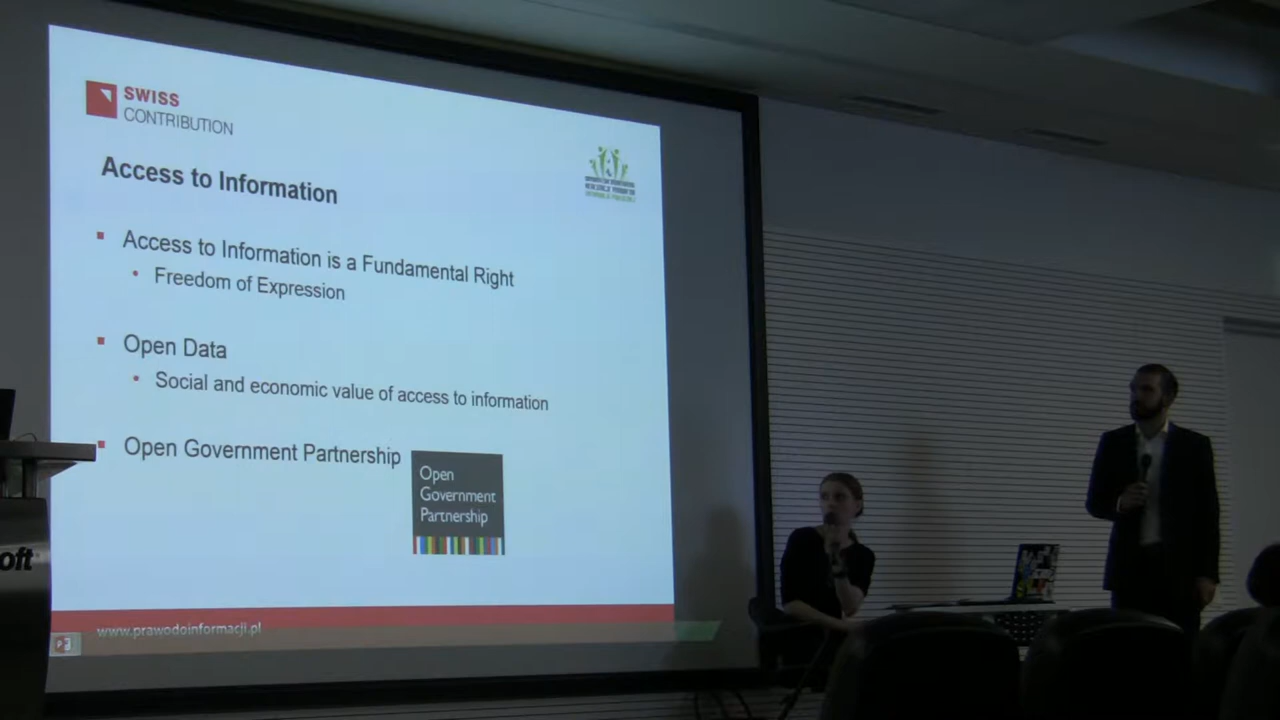 SWISS
CONTRIBUTION
Access to Information
Access to Information is a Fundamental Right
Freedom of Expression
Open Data
Social and economic value of access to information
Open Government Partnership
Open
Government
Partnership
oft
www.prawodoinformacji.pl